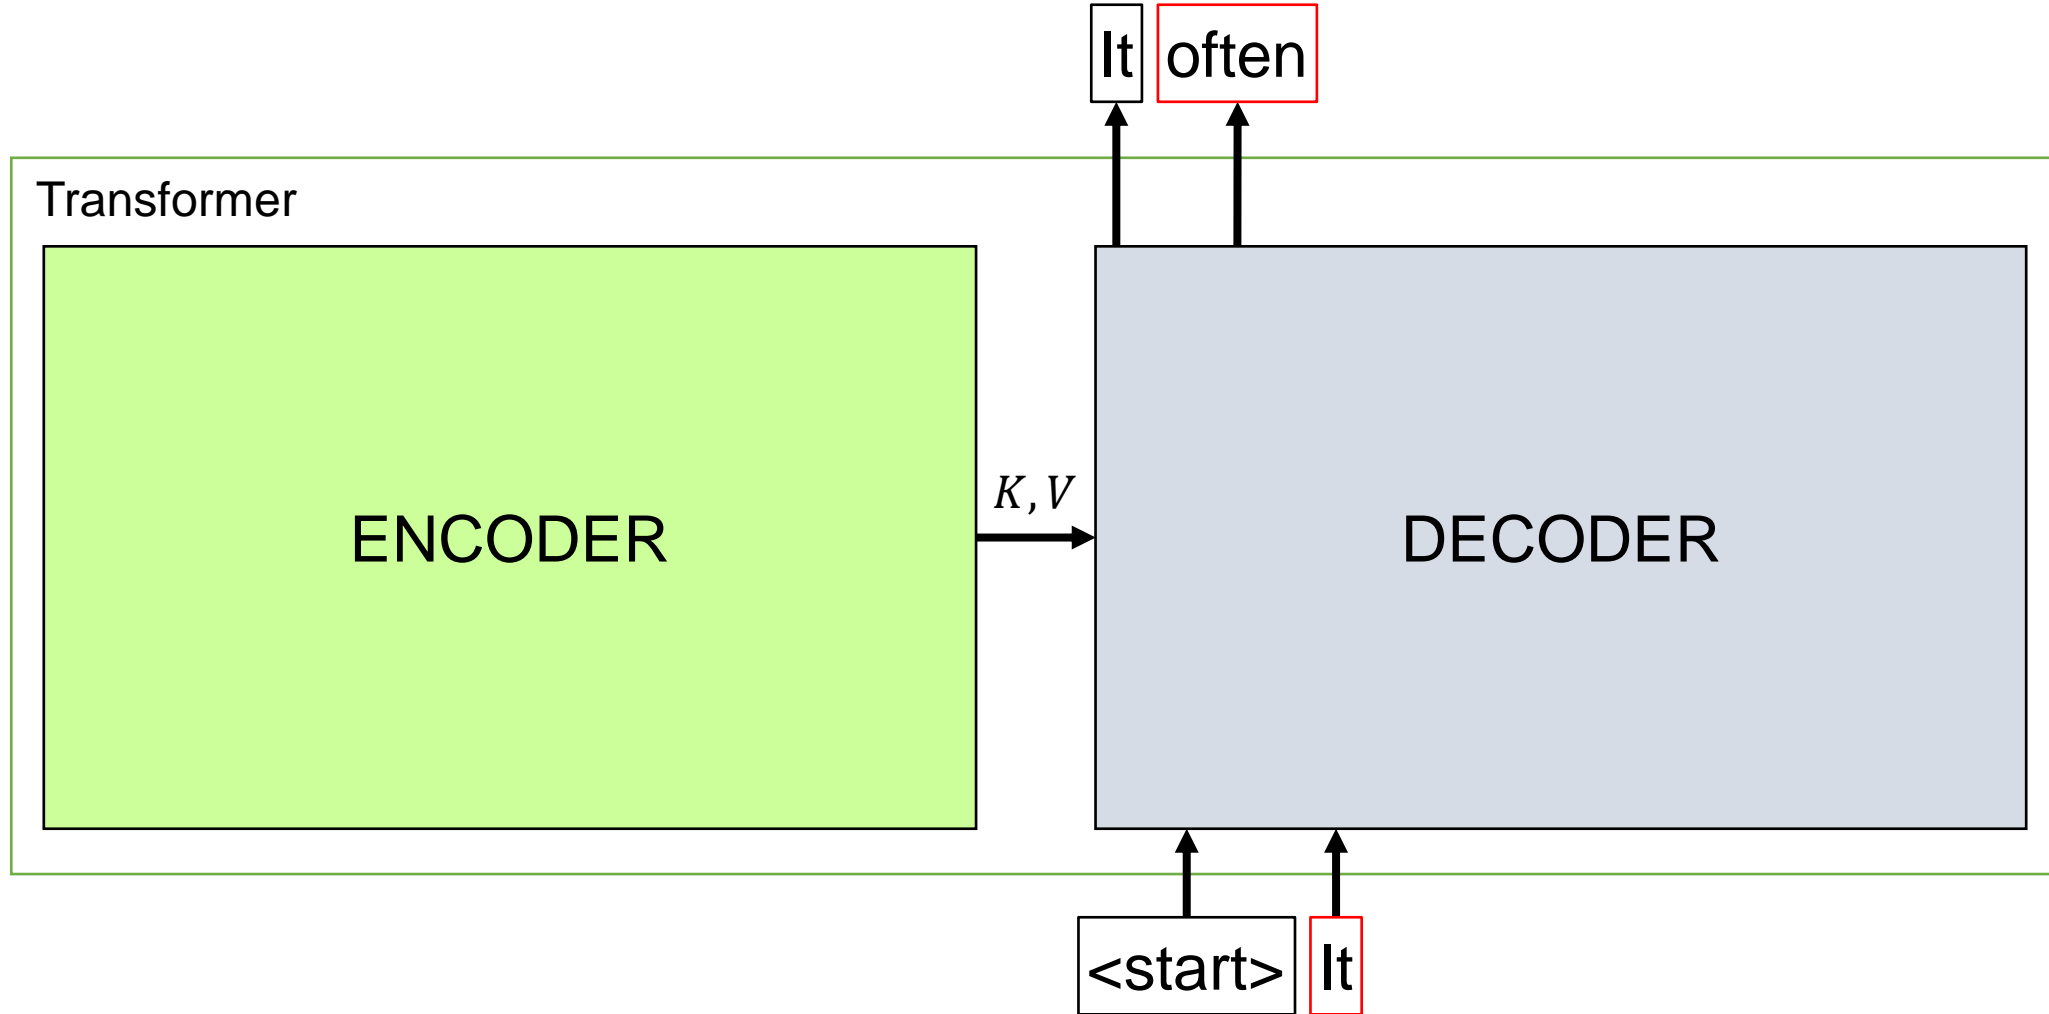 It often
Transformer
ENCODER
K, V
DECODER
<start> It